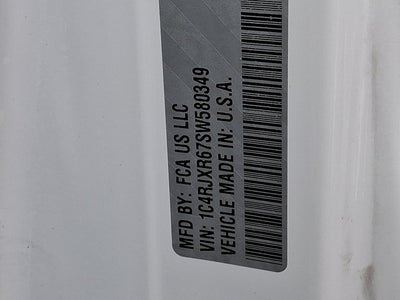 MFD BY: FCA US LLC
VIN: 1C4RJXR67SW580349
VEHICLE MADE IN: U.S.A.